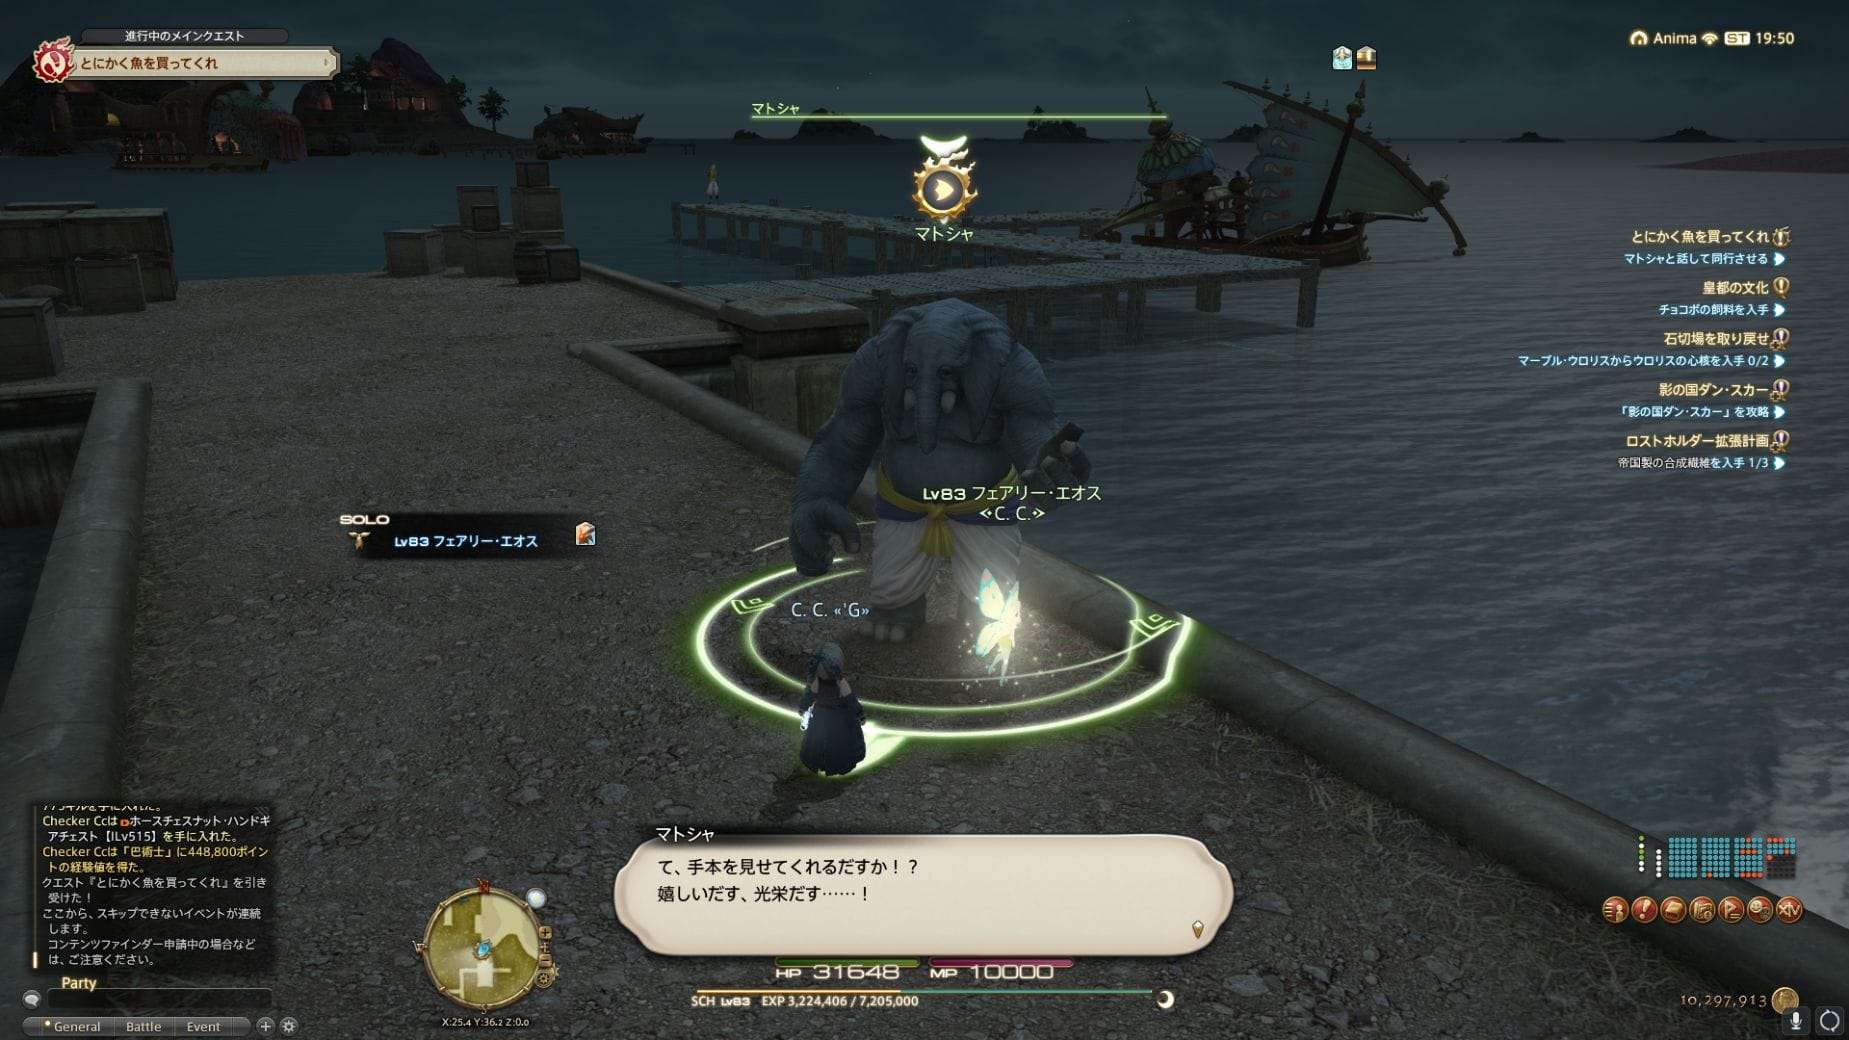 進行中のメインクエスト
とにかく魚を買ってくれ
Anima ST 19:50
マトシャ
マトシャ
とにかく魚を買ってくれ
マトシャと話して同行させる
皇都の文化
チョコボの飼料を入手
石切場を取り戻せ
マーブル・ウロリスからウロリスの心核を入手 0/2
影の国ダン・スカー
「影の国ダン・スカー」を攻略
ロストホルダー拡張計画
帝国製の合成繊維を入手 1/3
Lv83 フェアリー・エオス
<C. C.>
SOLO
Lv83 フェアリー・エオス
C. C. «'G»
マトシャ
て、手本を見せてくれるだすか！？
嬉しいだす、光栄だす……！
Checker Ccはホースチェスナット・ハンドギ
アチェスト【ILv515】を手に入れた。
Checker Ccは「巴術士」に448,800ポイン
トの経験値を得た。
クエスト『とにかく魚を買ってくれ』を引き
受けた！
ここから、スキップできないイベントが連続
します。
コンテンツファインダー申請中の場合など
は、ご注意ください。
Party
General Battle Event
N
X:25.4 Y:36.2 Z:0.0
HP 31648 MP 10000
SCH Lv83 EXP 3,224,406 / 7,205,000
XIV
10,297,913